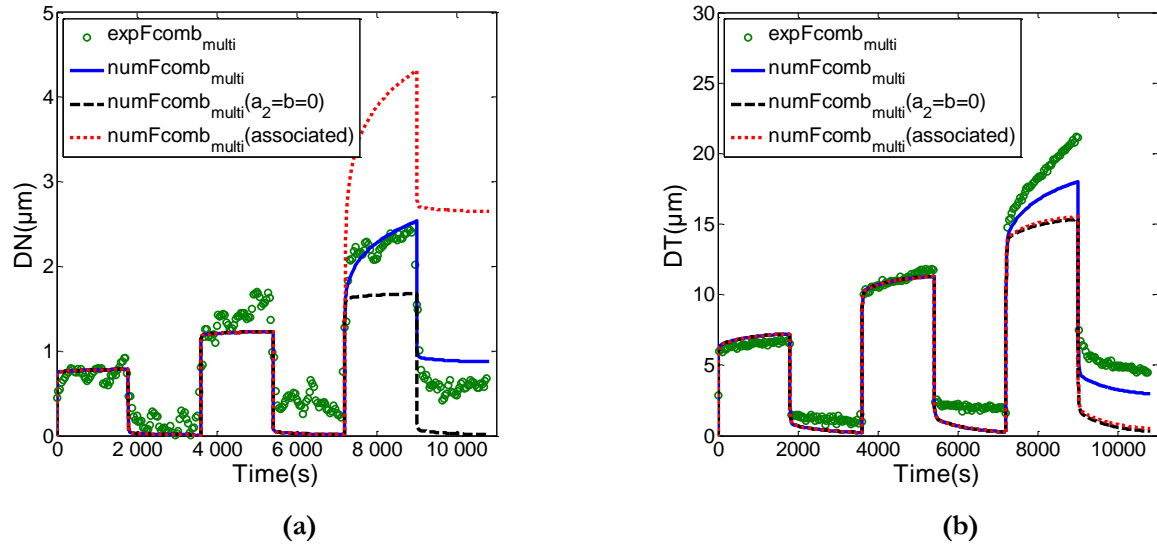 5
4
3
2
1
0
DN(μm)
expFcomb_multi
numFcomb_multi
numFcomb_multi(a_2=b=0)
numFcomb_multi(associated)
0
2 000
4 000
6 000
8 000
10 000
Time(s)
(a)
30
25
20
15
10
5
0
DT(μm)
expFcomb_multi
numFcomb_multi
numFcomb_multi(a_2=b=0)
numFcomb_multi(associated)
0
2000
4000
6000
8000
10000
Time(s)
(b)